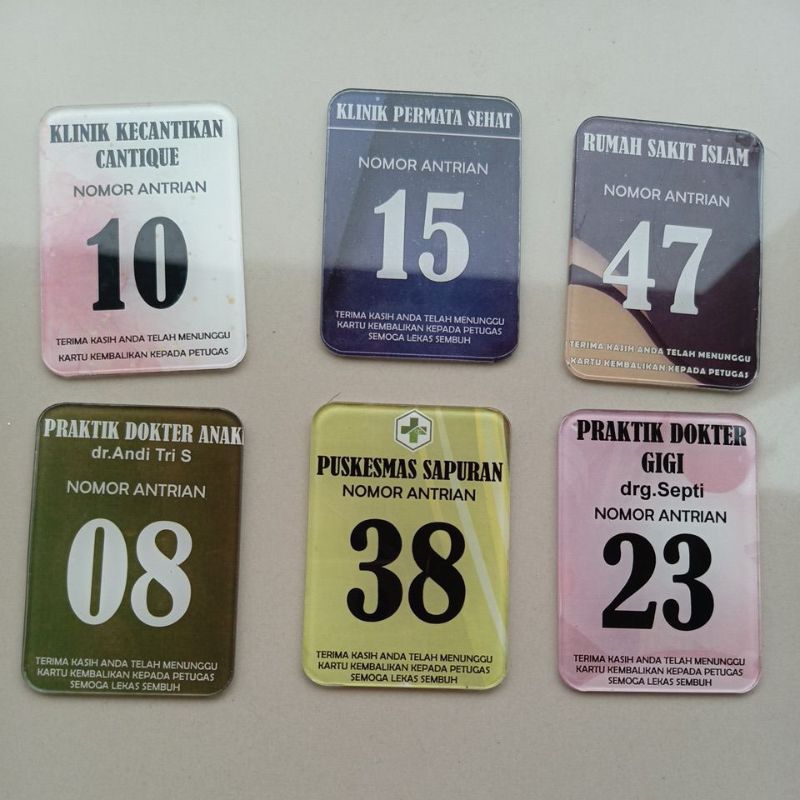 KLINIK KECANTIKAN
CANTIQUE
NOMOR ANTRIAN
10
TERIMA KASIH ANDA TELAH MENUNGGU
KARTU KEMBALIKAN KEPADA PETUGAS
KLINIK PERMATA SEHAT
NOMOR ANTRIAN
15
TERIMA KASIH ANDA TELAH MENUNGGU
KARTU KEMBALIKAN KEPADA PETUGAS
SEMOGA LEKAS SEMBUH
RUMAH SAKIT ISLAM
NOMOR ANTRIAN
47
TERIMA KASIH ANDA TELAH MENUNGGU
KARTU KEMBALIKAN KEPADA PETUGAS
PRAKTIK DOKTER ANAK
dr.Andi Tri S
NOMOR ANTRIAN
08
TERIMA KASIH ANDA TELAH MENUNGGU
KARTU KEMBALIKAN KEPADA PETUGAS
SEMOGA LEKAS SEMBUH
PUSKESMAS SAPURAN
NOMOR ANTRIAN
38
TERIMA KASIH ANDA TELAH MENUNGGU
KARTU KEMBALIKAN KEPADA PETUGAS
SEMOGA LEKAS SEMBUH
PRAKTIK DOKTER
GIGI
drg.Septi
NOMOR ANTRIAN
23
TERIMA KASIH ANDA TELAH MENUNGGU
KARTU KEMBALIKAN KEPADA PETUGAS
SEMOGA LEKAS SEMBUH